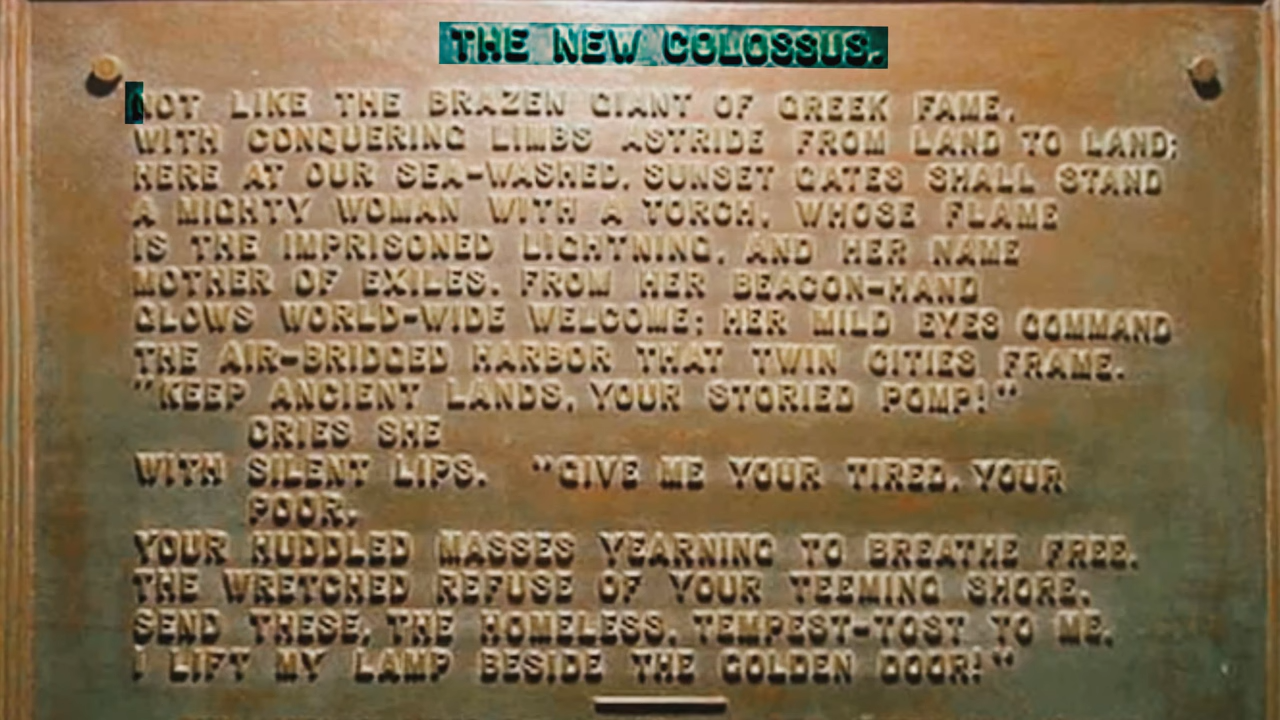 THE NEW COLOSSUS.
NOT LIKE THE BRAZEN GIANT OF GREEK FAME,
WITH CONQUERING LIMBS ASTRIDE FROM LAND TO LAND;
HERE AT OUR SEA-WASHED, SUNSET GATES SHALL STAND
A MIGHTY WOMAN WITH A TORCH, WHOSE FLAME
IS THE IMPRISONED LIGHTNING, AND HER NAME
MOTHER OF EXILES. FROM HER BEACON-HAND
GLOWS WORLD-WIDE WELCOME; HER MILD EYES COMMAND
THE AIR-BRIDGED HARBOR THAT TWIN CITIES FRAME.
"KEEP ANCIENT LANDS, YOUR STORIED POMP!"
CRIES SHE
WITH SILENT LIPS. "GIVE ME YOUR TIRED, YOUR
POOR,
YOUR HUDDLED MASSES YEARNING TO BREATHE FREE,
THE WRETCHED REFUSE OF YOUR TEEMING SHORE.
SEND THESE, THE HOMELESS, TEMPEST-TOST TO ME,
I LIFT MY LAMP BESIDE THE GOLDEN DOOR!"